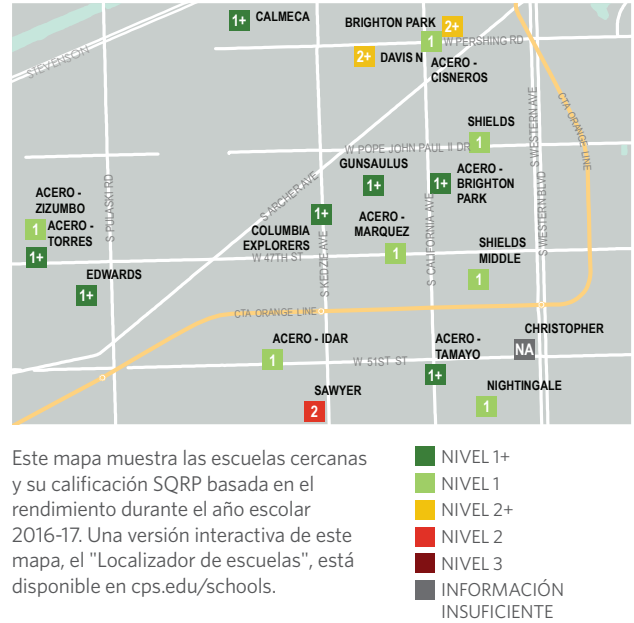 1+ CALMECA
BRIGHTON PARK 2+
1 W PERSHING RD
2+ DAVIS N
ACERO -
CISNEROS
STEVENSON
CTA ORANGE LINE
S WESTERN AVE
SHIELDS
1
W POPE JOHN PAUL II DR
GUNSAULUS
1+
1+ ACERO -
BRIGHTON
PARK
S ARCHER AVE
S PULASKI RD
ACERO -
ZIZUMBO
1 ACERO -
TORRES
1+
EDWARDS
1+
1+
COLUMBIA
EXPLORERS
W 47TH ST
S KEDZIE AVE
ACERO -
MARQUEZ
1
S CALIFORNIA AVE
SHIELDS
MIDDLE
1
S WESTERN BLVD
CTA ORANGE LINE
ACERO - IDAR
1
ACERO -
TAMAYO
1+
CHRISTOPHER
NA
W 51ST ST
SAWYER
2
NIGHTINGALE
1
Este mapa muestra las escuelas cercanas
y su calificación SQRP basada en el
rendimiento durante el año escolar
2016-17. Una versión interactiva de este
mapa, el "Localizador de escuelas", está
disponible en cps.edu/schools.
NIVEL 1+
NIVEL 1
NIVEL 2+
NIVEL 2
NIVEL 3
INFORMACIÓN
INSUFICIENTE